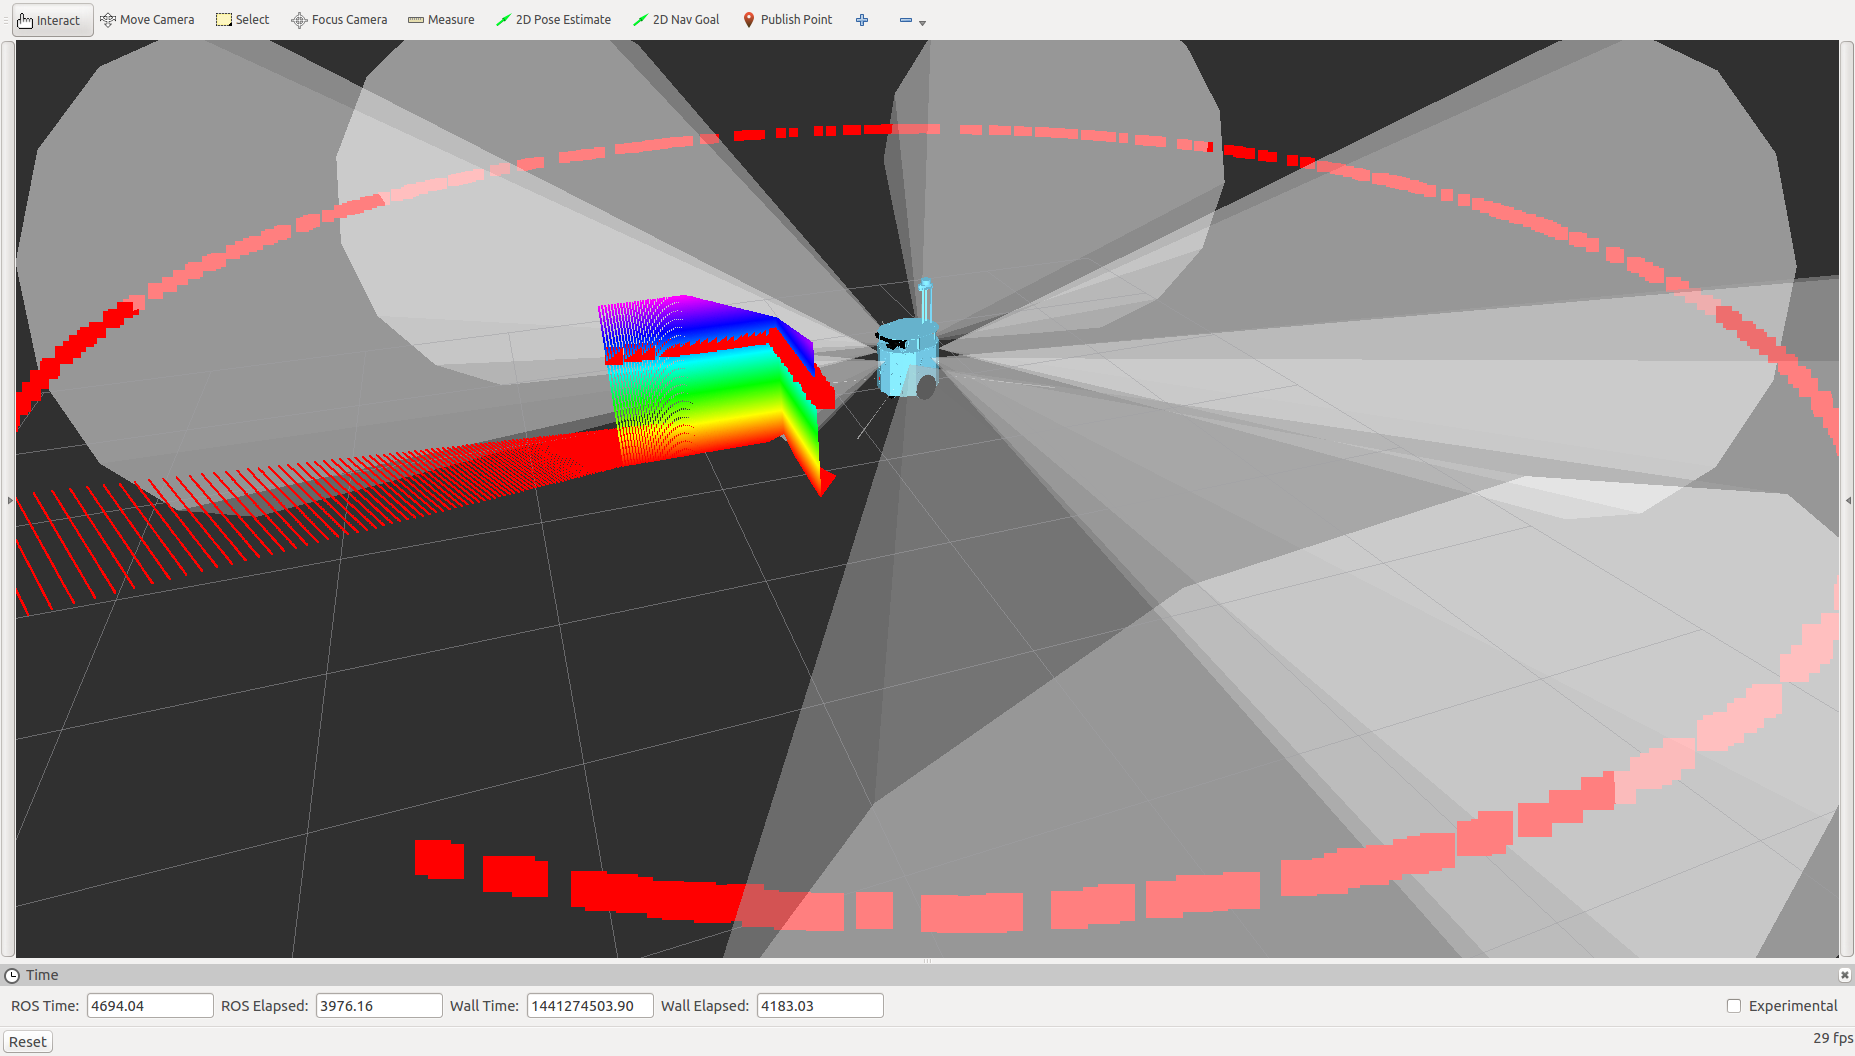 Interact Move Camera Select Focus Camera Measure 2D Pose Estimate 2D Nav Goal Publish Point
Time
ROS Time: 4694.04 ROS Elapsed: 3976.16 Wall Time: 1441274503.90 Wall Elapsed: 4183.03 Experimental
Reset 29 fps